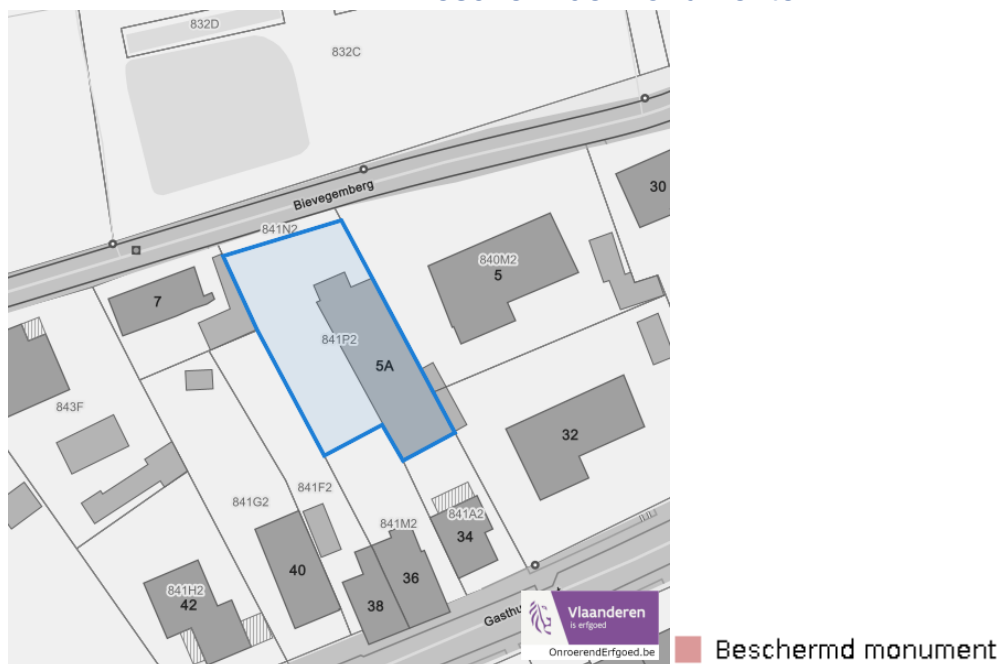 832D
832C
Bievegemberg
30
841N2
840M2
5
7
841P2
5A
843F
32
841G2
841F2
841M2
841A2
34
40
36
841H2
42
38
Vlaanderen
is erfgoed
OnroerendErfgoed.be
Beschermd monument